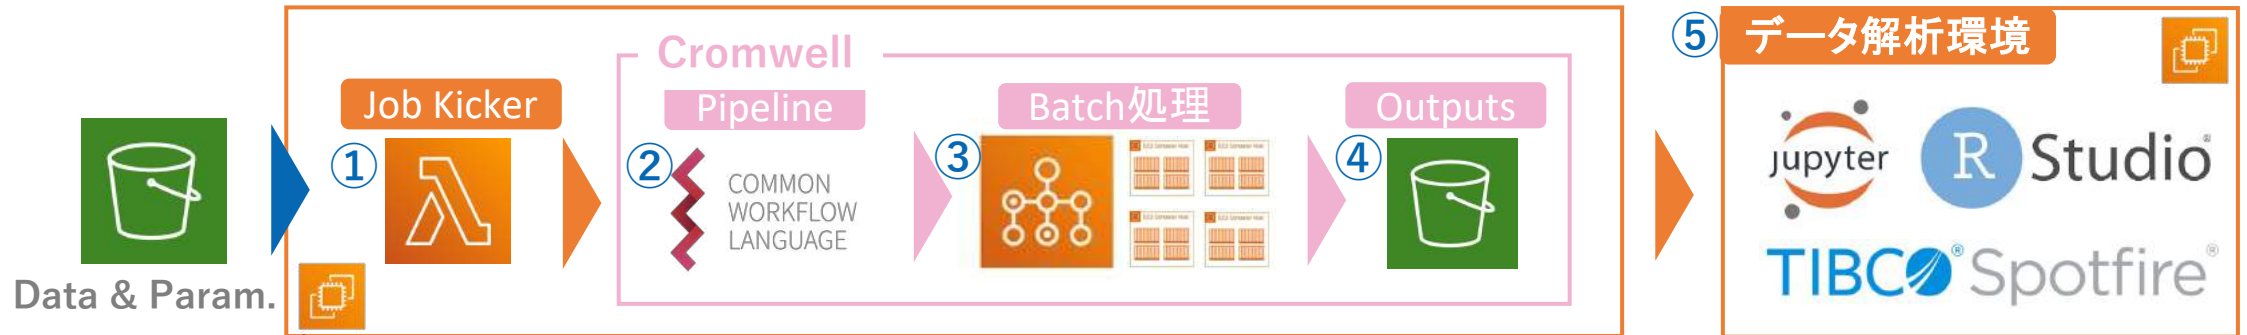 Data & Param.
Job Kicker
①
Cromwell
Pipeline
②
COMMON
WORKFLOW
LANGUAGE
Batch処理
③
Outputs
④
⑤ データ解析環境
jupyter
R Studio®
TIBCO® Spotfire®